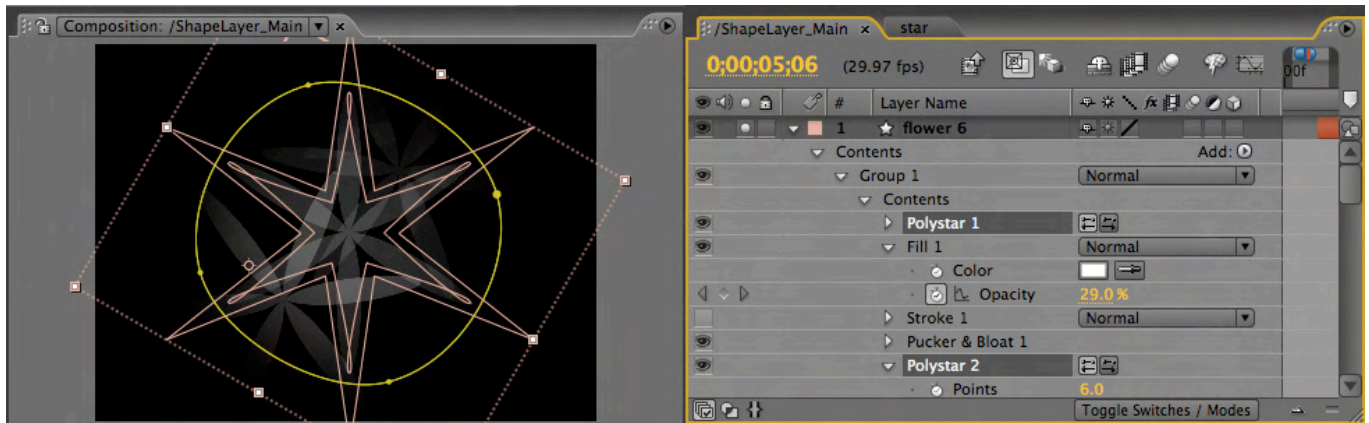 Composition: /ShapeLayer_Main
/ShapeLayer_Main × star
0;00;05;06 (29.97 fps)
00f
# Layer Name
1 flower 6
Contents Add:
Group 1 Normal
Contents
Polystar 1
Fill 1 Normal
Color
Opacity 29.0 %
Stroke 1 Normal
Pucker & Bloat 1
Polystar 2
Points 6.0
Toggle Switches / Modes